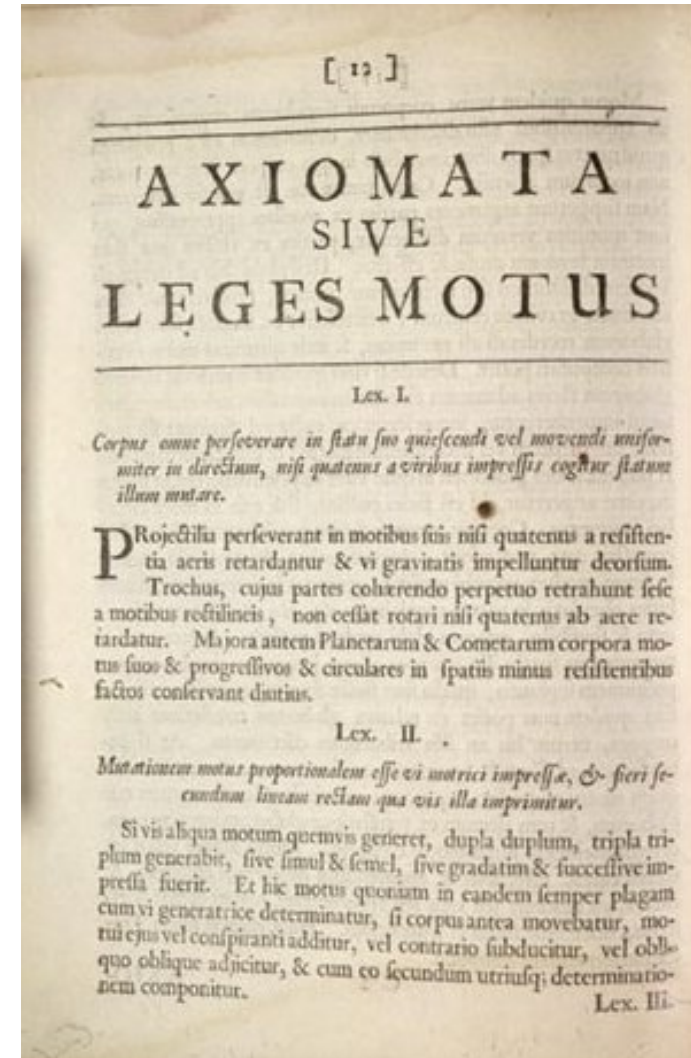 [ 12 ]
AXIOMATA
SIVE
LEGES MOTUS
Lex. I.
Corpus omne perſeverare in ſtatu ſuo quieſcendi vel movendi unifor-
miter in directum, niſi quatenus a viribus impreſſis cogitur ſtatum
illum mutare.
PRojectilia perſeverant in motibus ſuis niſi quatenus a reſiſten-
tia aeris retardantur & vi gravitatis impelluntur deorſum.
Trochus, cujus partes cohærendo perpetuo retrahunt ſeſe
a motibus rectilineis, non ceſſat rotari niſi quatenus ab aere re-
tardatur. Majora autem Planetarum & Cometarum corpora mo-
tus ſuos & progreſſivos & circulares in ſpatiis minus reſiſtentibus
factos conſervant diutius.
Lex. II.
Mutationem motus proportionalem eſſe vi motrici impreſſæ, & fieri ſe-
cundum lineam rectam qua vis illa imprimitur.
Si vis aliqua motum quemvis generet, dupla duplum, tripla tri-
plum generabit, ſive ſimul & ſemel, ſive gradatim & ſucceſſive im-
preſſa fuerit. Et hic motus quoniam in eandem ſemper plagam
cum vi generatrice determinatur, ſi corpus antea movebatur, mo-
tui ejus vel conſpiranti additur, vel contrario ſubducitur, vel obli-
quo oblique adjicitur, & cum eo ſecundum utriuſq; determinatio-
nem componitur.
Lex. III.